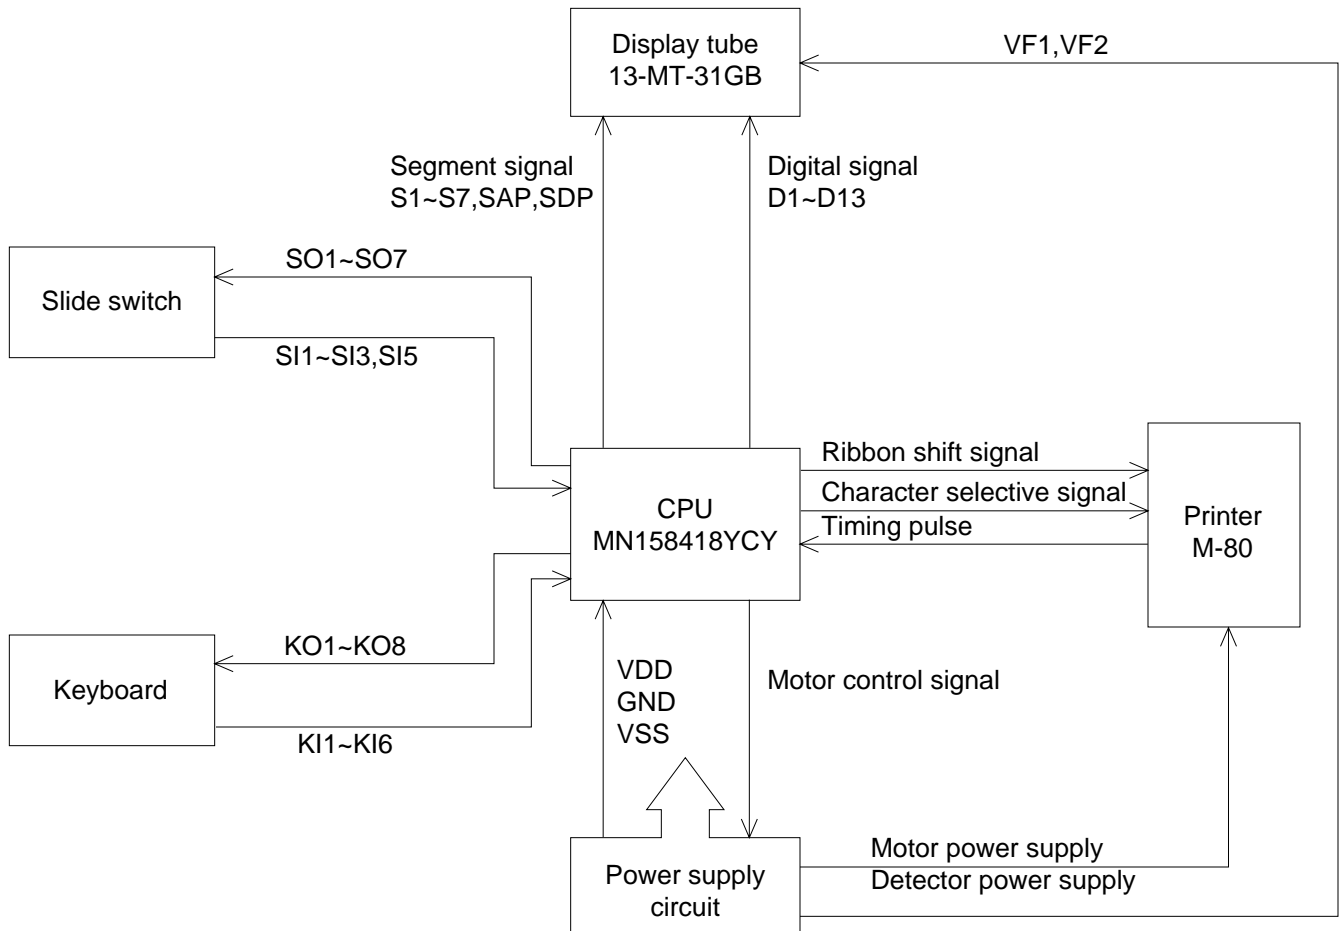 Display tube
13-MT-31GB
VF1,VF2
Segment signal
S1~S7,SAP,SDP
Digital signal
D1~D13
SO1~SO7
Slide switch
SI1~SI3,SI5
Ribbon shift signal
CPU
MN158418YCY
Character selective signal
Timing pulse
Printer
M-80
KO1~KO8
Keyboard
KI1~KI6
VDD
GND
VSS
Motor control signal
Power supply
circuit
Motor power supply
Detector power supply